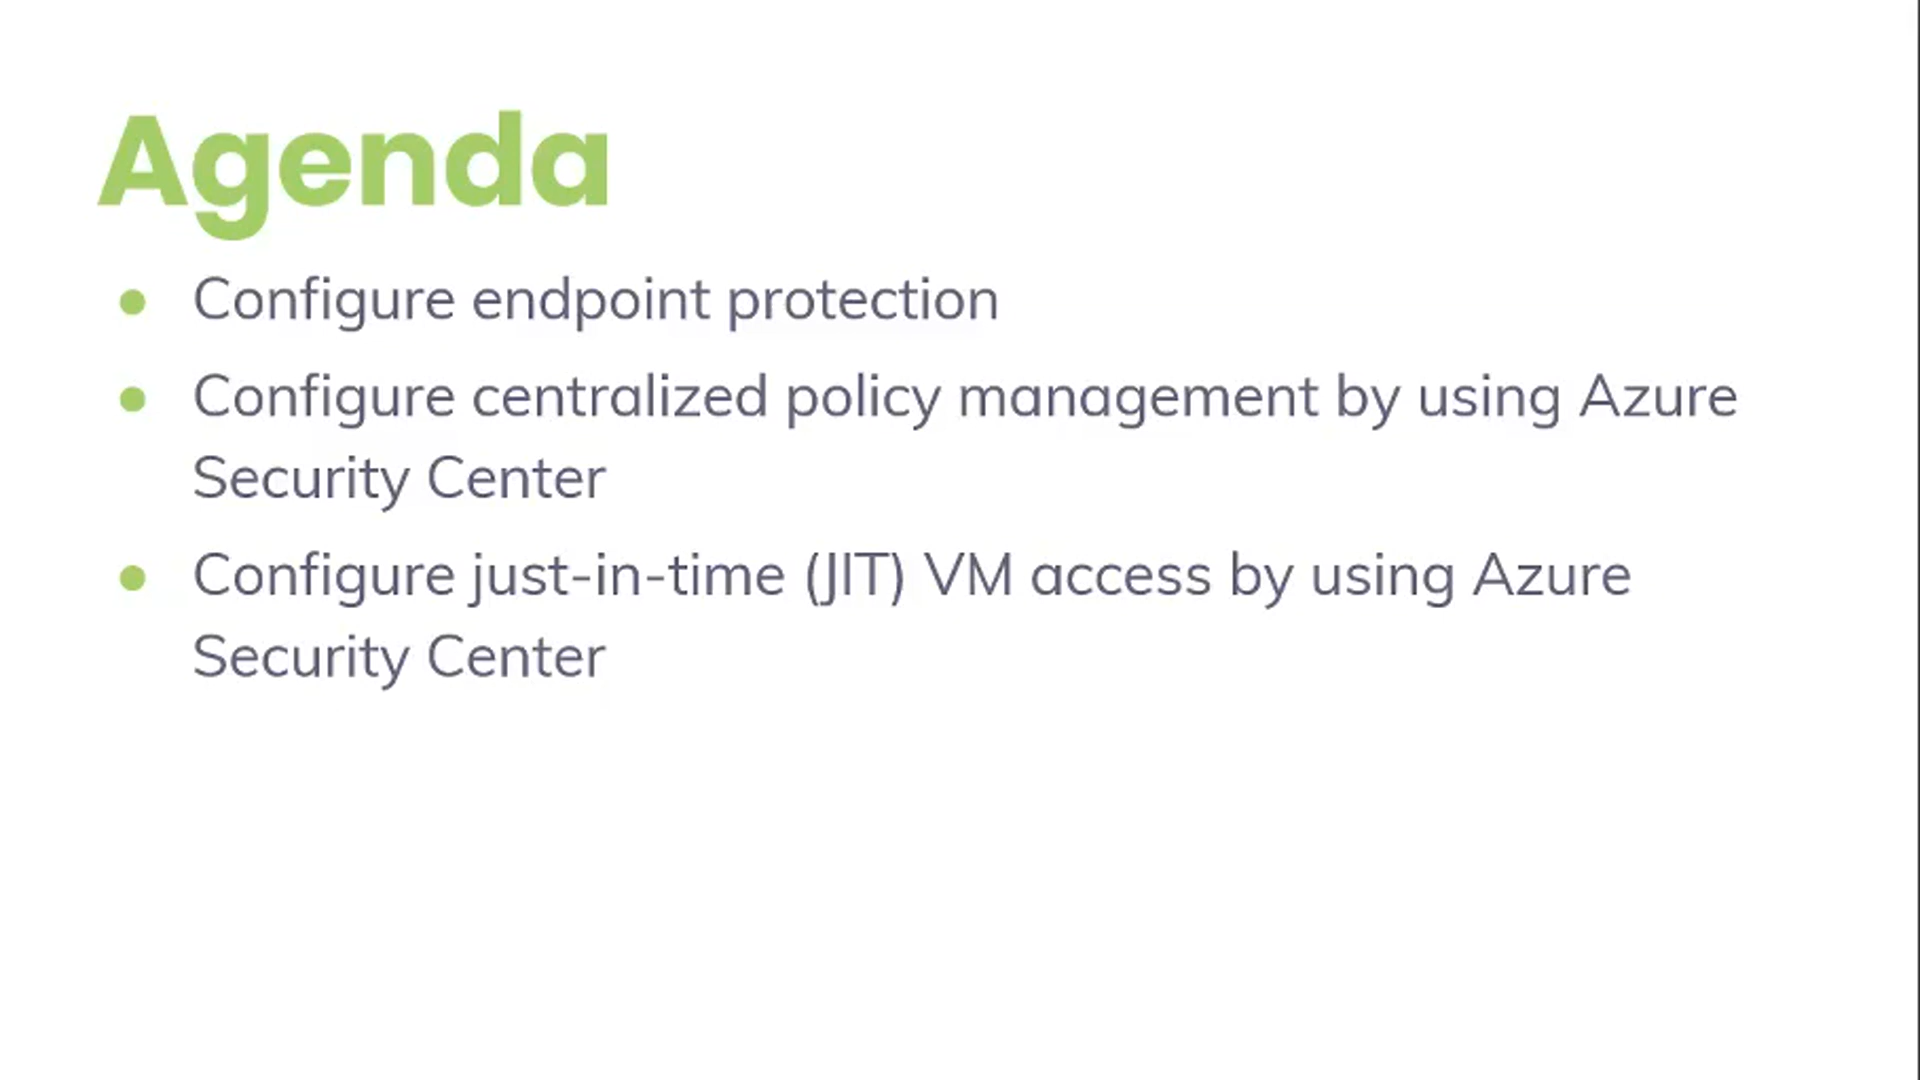 Agenda
Configure endpoint protection
Configure centralized policy management by using Azure
Security Center
Configure just-in-time (JIT) VM access by using Azure
Security Center